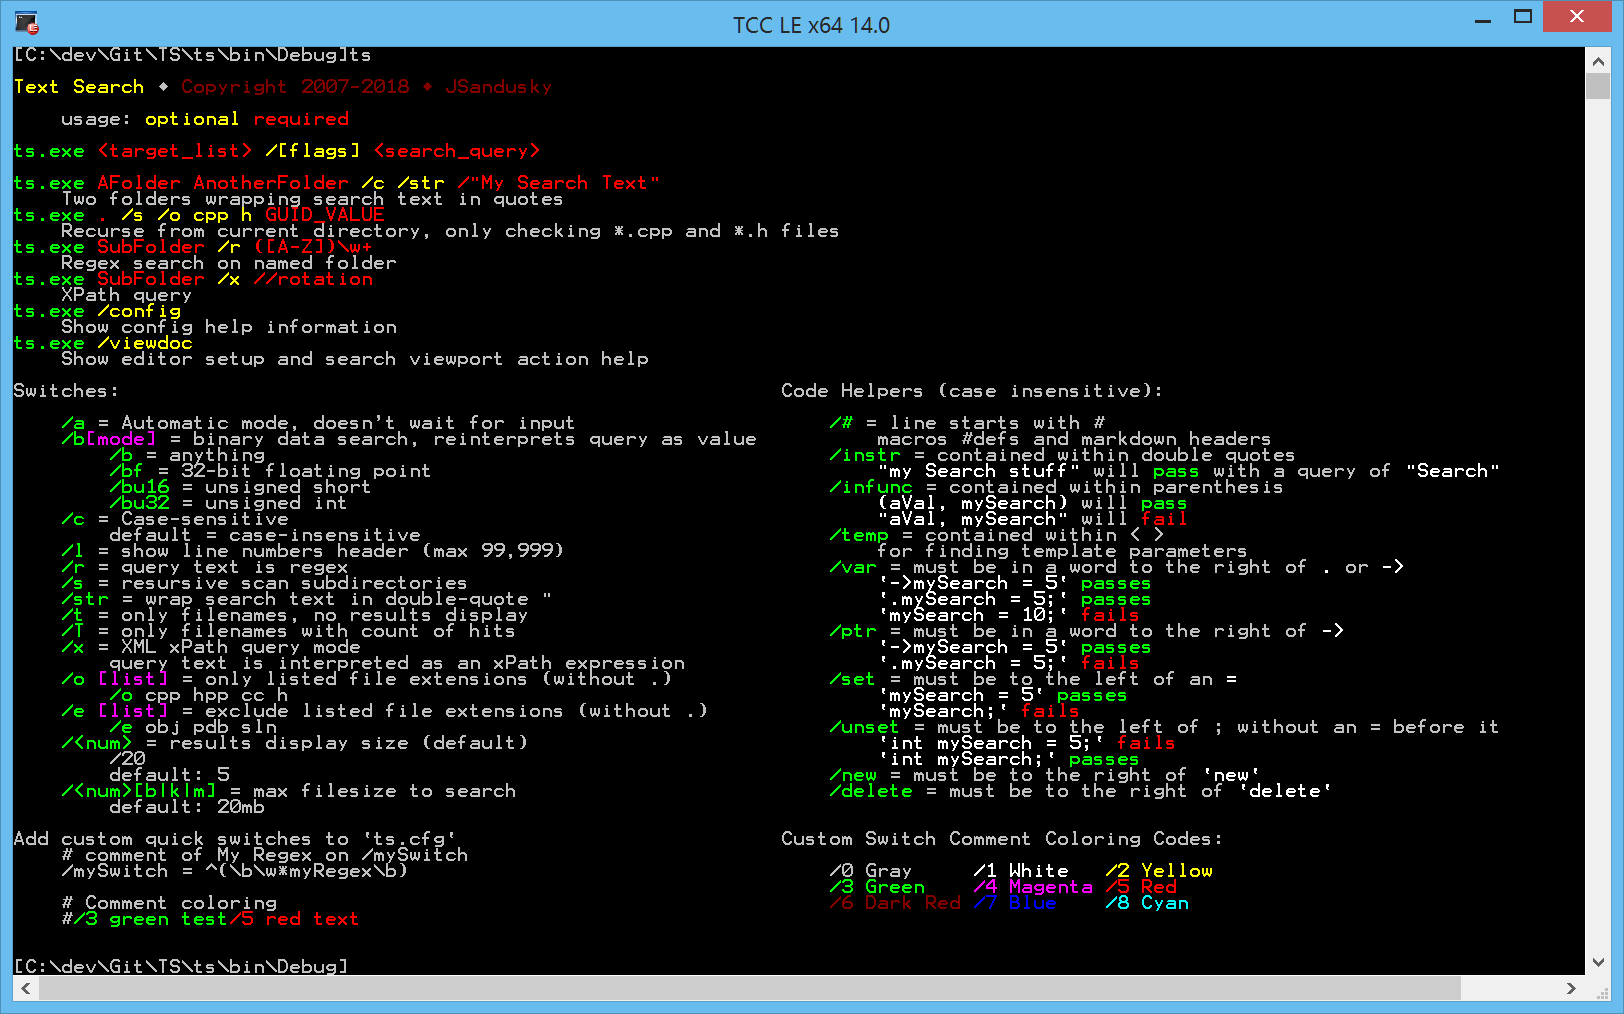 TCC LE x64 14.0
[C:\dev\Git\TS\ts\bin\Debug]ts
Text Search ◆ Copyright 2007-2018 ◆ JSandusky
usage: optional required
ts.exe <target_list> /[flags] <search_query>
ts.exe AFolder AnotherFolder /c /str /"My Search Text"
Two folders wrapping search text in quotes
ts.exe . /s /o cpp h GUID_VALUE
Recurse from current directory, only checking *.cpp and *.h files
ts.exe SubFolder /r ([A-Z])\w+
Regex search on named folder
ts.exe SubFolder /x //rotation
XPath query
ts.exe /config
Show config help information
ts.exe /viewdoc
Show editor setup and search viewport action help
Switches:
/a = Automatic mode, doesn't wait for input
/b[mode] = binary data search, reinterprets query as value
/b = anything
/bf = 32-bit floating point
/bu16 = unsigned short
/bu32 = unsigned int
/c = Case-sensitive
default = case-insensitive
/l = show line numbers header (max 99,999)
/r = query text is regex
/s = resursive scan subdirectories
/str = wrap search text in double-quote "
/t = only filenames, no results display
/T = only filenames with count of hits
/x = XML xPath query mode
query text is interpreted as an xPath expression
/o [list] = only listed file extensions (without .)
/o cpp hpp cc h
/e [list] = exclude listed file extensions (without .)
/e obj pdb sln
/<num> = results display size (default)
/20
default: 5
/<num>[b|k|m] = max filesize to search
default: 20mb
Code Helpers (case insensitive):
/# = line starts with #
macros #defs and markdown headers
/instr = contained within double quotes
"my Search stuff" will pass with a query of "Search"
/infunc = contained within parenthesis
(aVal, mySearch) will pass
"aVal, mySearch" will fail
/temp = contained within < >
for finding template parameters
/var = must be in a word to the right of . or ->
'->mySearch = 5' passes
'.mySearch = 5;' passes
'mySearch = 10;' fails
/ptr = must be in a word to the right of ->
'->mySearch = 5' passes
'.mySearch = 5;' fails
/set = must be to the left of an =
'mySearch = 5' passes
'mySearch;' fails
/unset = must be to the left of ; without an = before it
'int mySearch = 5;' fails
'int mySearch;' passes
/new = must be to the right of 'new'
/delete = must be to the right of 'delete'
Add custom quick switches to 'ts.cfg'
# comment of My Regex on /mySwitch
/mySwitch = ^(\b\w*myRegex\b)
# Comment coloring
#/3 green test/5 red text
Custom Switch Comment Coloring Codes:
/0 Gray /1 White /2 Yellow
/3 Green /4 Magenta /5 Red
/6 Dark Red /7 Blue /8 Cyan
[C:\dev\Git\TS\ts\bin\Debug]